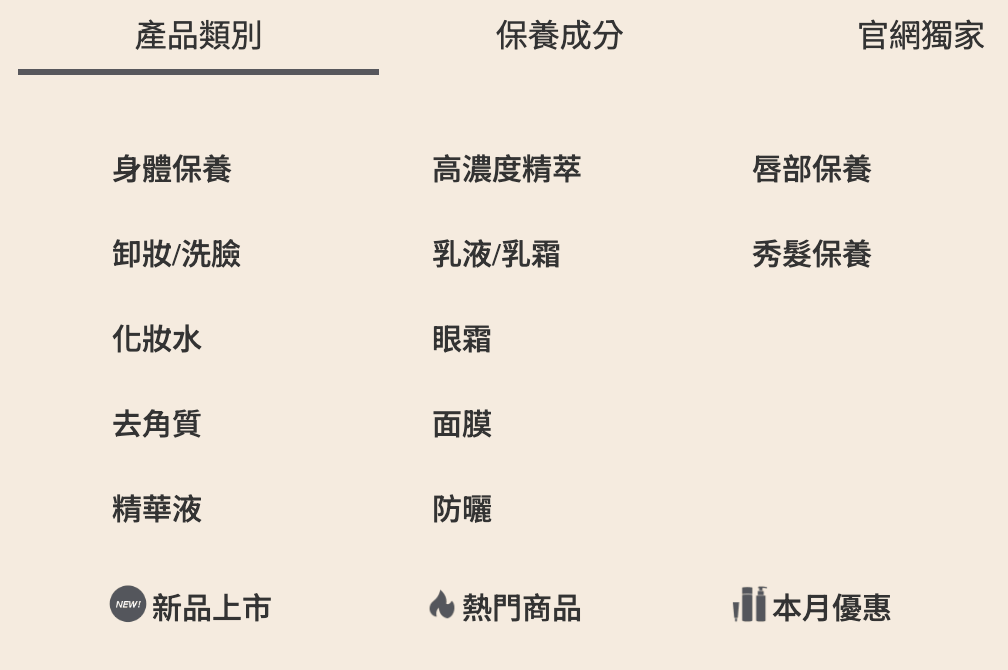 產品類別
保養成分
官網獨家
身體保養
高濃度精萃
唇部保養
卸妝/洗臉
乳液/乳霜
秀髮保養
化妝水
眼霜
去角質
面膜
精華液
防曬
NEW!
新品上市
熱門商品
本月優惠